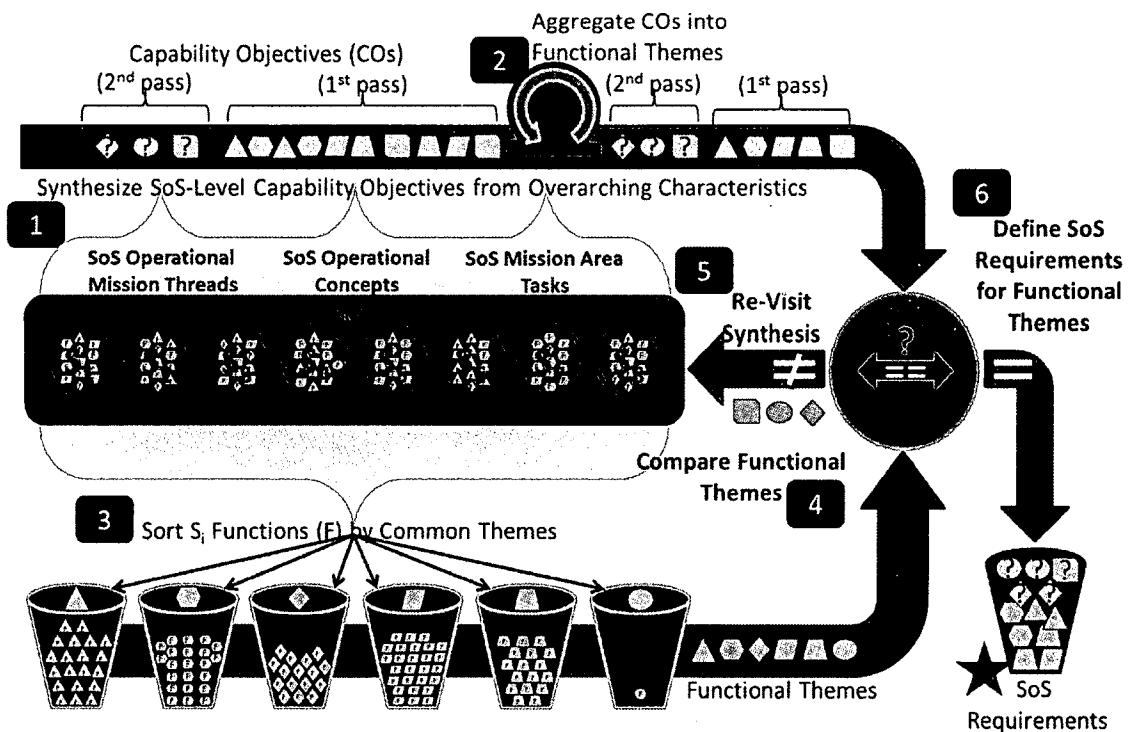 Aggregate COs into
Functional Themes
2
Capability Objectives (COs)
(2nd pass)
(1st pass)
(2nd pass)
(1st pass)
? ? ?
? ? ?
Synthesize SoS-Level Capability Objectives from Overarching Characteristics
1
SoS Operational
Mission Threads
SoS Operational
Concepts
SoS Mission Area
Tasks
5
Re-Visit
Synthesis
≠
?
==
=
6
Define SoS
Requirements
for Functional
Themes
Compare Functional
Themes
4
3
Sort Si Functions (F) by Common Themes
Functional Themes
? ? ?
? ?
SoS
Requirements